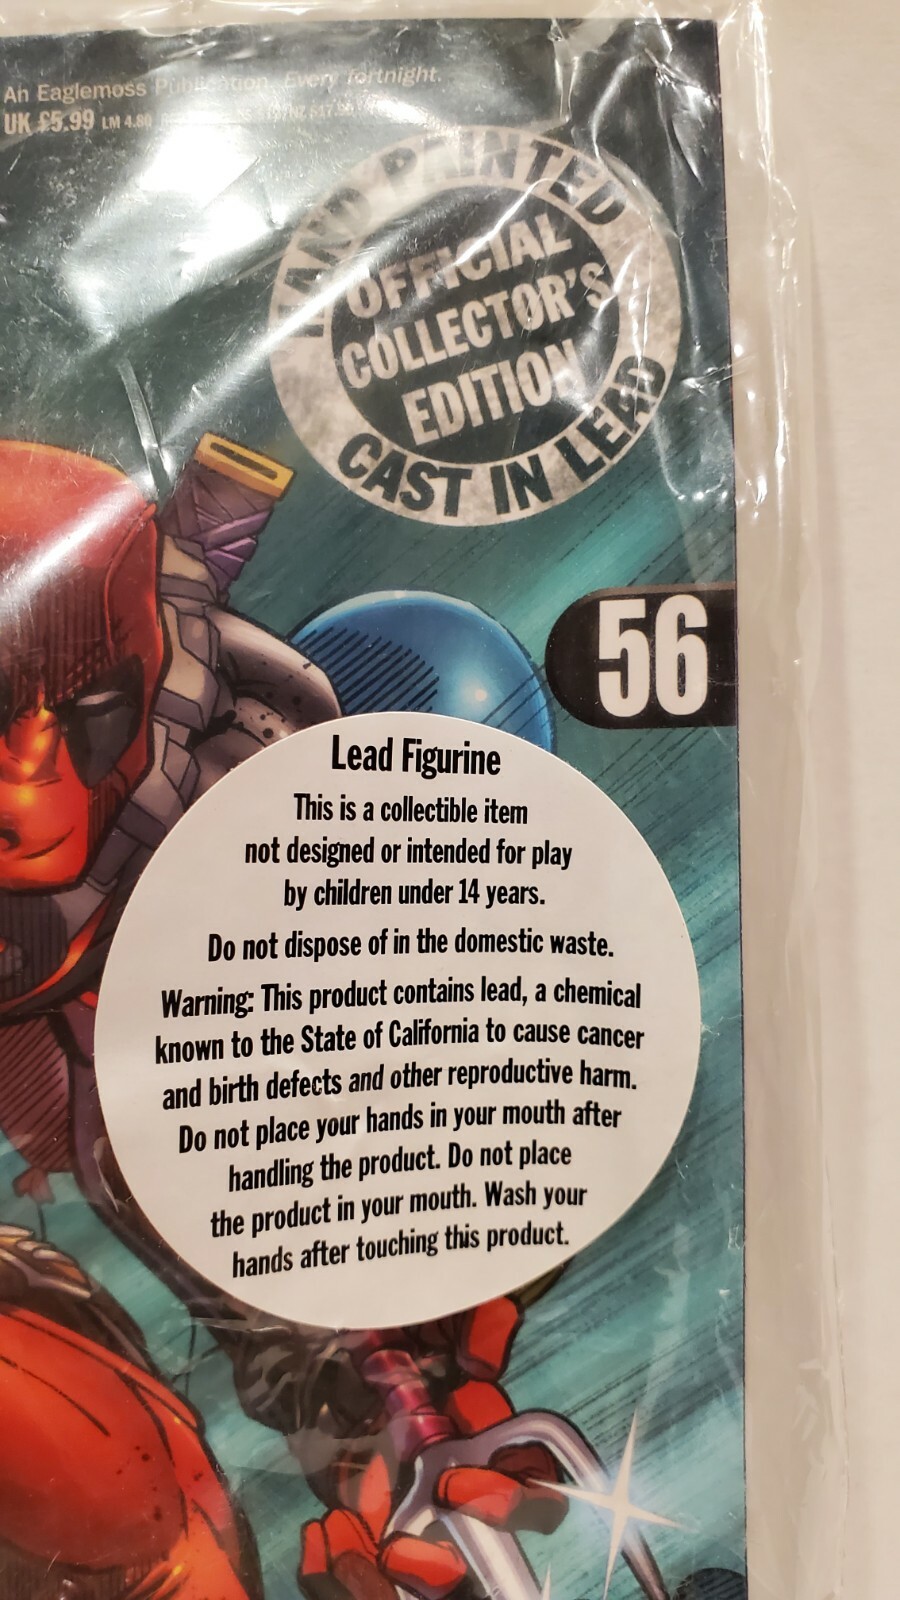 An Eaglemoss Publication. Every fortnight.
UK £5.99 LM 4.80
HAND PAINTED
OFFICIAL
COLLECTOR'S
EDITION
CAST IN LEAD
56
Lead Figurine
This is a collectible item
not designed or intended for play
by children under 14 years.
Do not dispose of in the domestic waste.
Warning: This product contains lead, a chemical
known to the State of California to cause cancer
and birth defects and other reproductive harm.
Do not place your hands in your mouth after
handling the product. Do not place
the product in your mouth. Wash your
hands after touching this product.